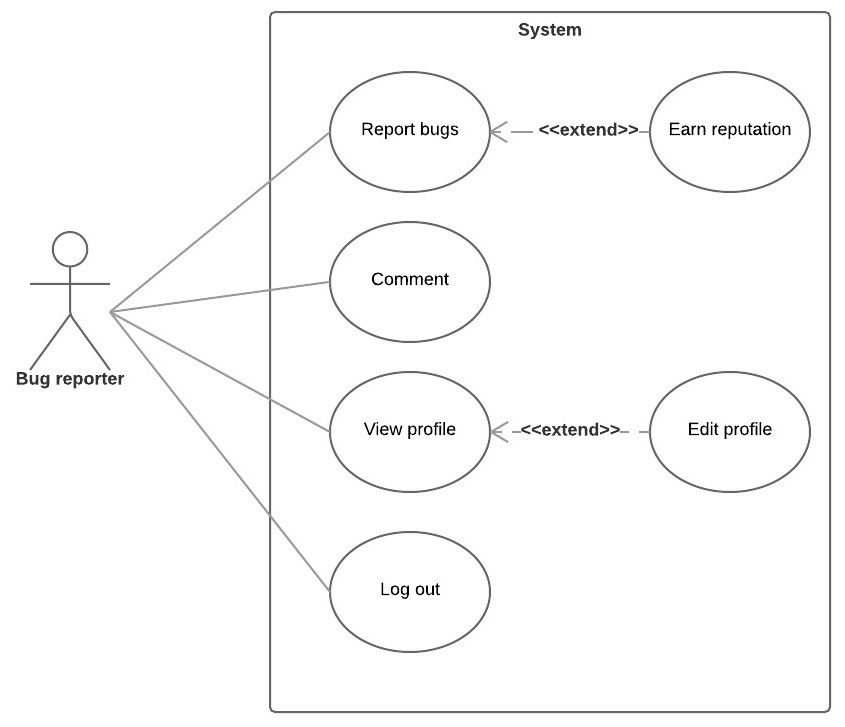 System
Report bugs
<<extend>>
Earn reputation
Comment
Bug reporter
View profile
<<extend>>
Edit profile
Log out